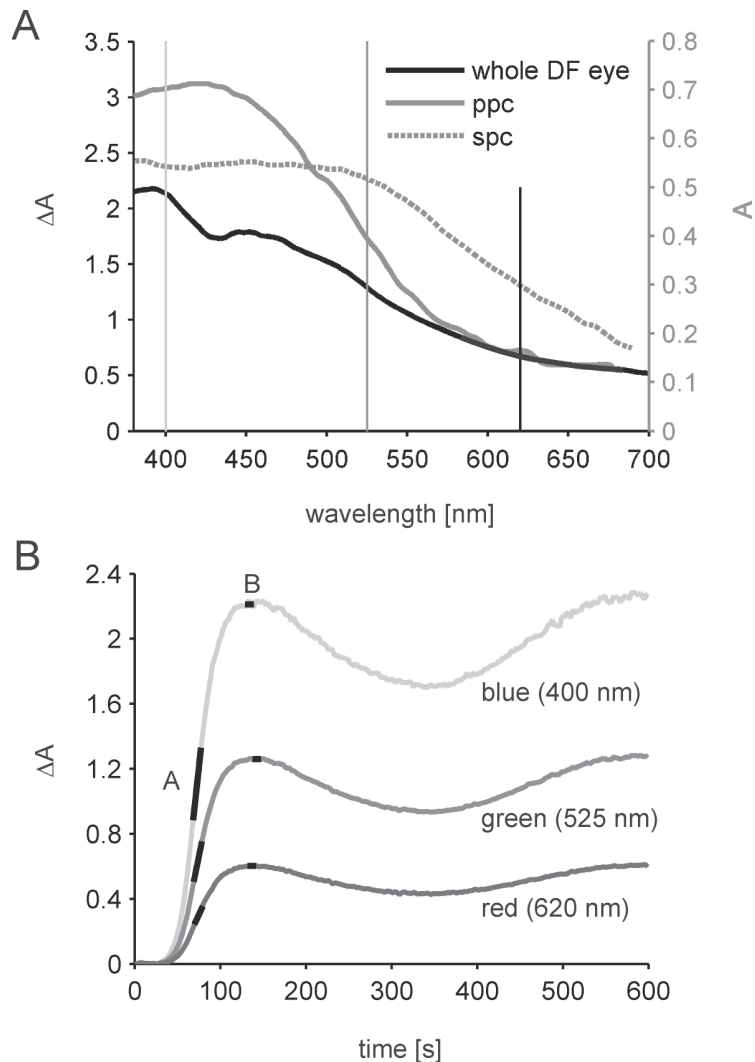 A
3.5
3
2.5
2
1.5
1
0.5
0
ΔA
0.8
0.7
0.6
0.5
0.4
0.3
0.2
0.1
0
A
whole DF eye
ppc
spc
400 450 500 550 600 650 700
wavelength [nm]
B
2.4
2
1.6
1.2
0.8
0.4
0
ΔA
B
A
blue (400 nm)
green (525 nm)
red (620 nm)
0 100 200 300 400 500 600
time [s]